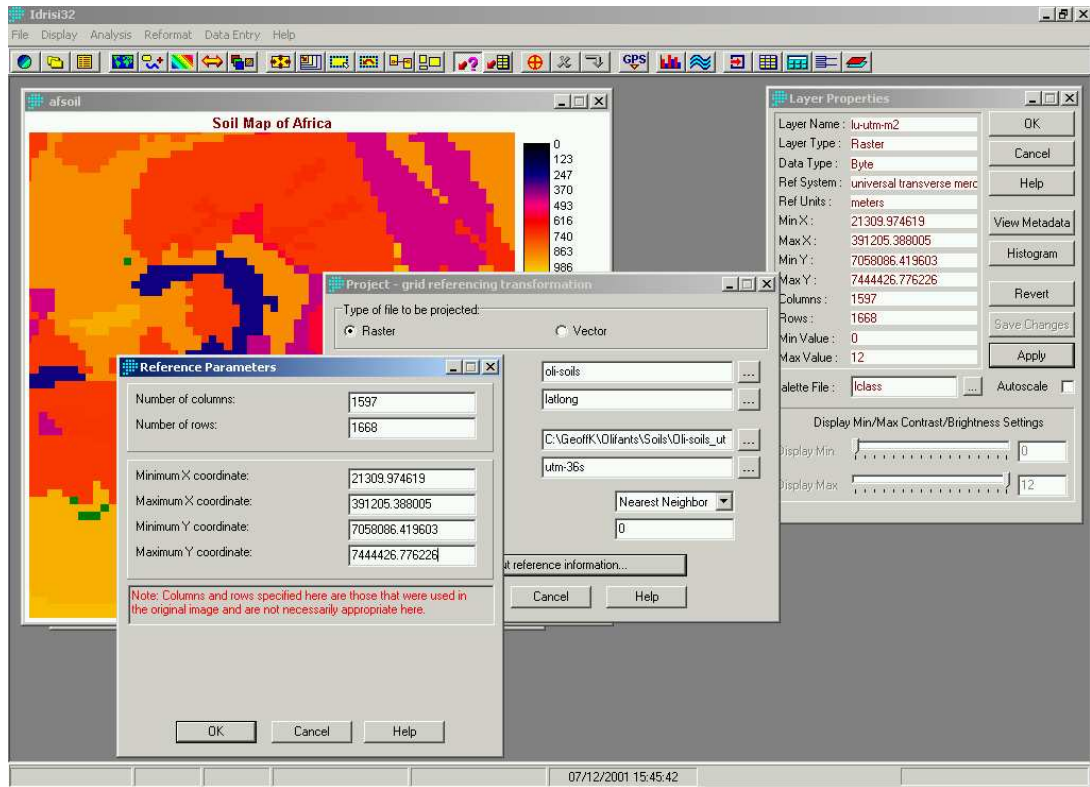 Idrisi32
File Display Analysis Reformat Data Entry Help
GPS
afsoil
Soil Map of Africa
0
123
247
370
493
616
740
863
986
Layer Properties
Layer Name : lu-utm-m2
Layer Type : Raster
Data Type : Byte
Ref System : universal transverse merc
Ref Units : meters
Min X : 21309.974619
Max X : 391205.388005
Min Y : 7058086.419603
Max Y : 7444426.776226
Columns : 1597
Rows : 1668
Min Value : 0
Max Value : 12
alette File : lclass ... Autoscale
OK
Cancel
Help
View Metadata
Histogram
Revert
Save Changes
Apply
Display Min/Max Contrast/Brightness Settings
Display Min 0
Display Max 12
Project - grid referencing transformation
Type of file to be projected:
Raster Vector
oli-soils ...
latlong ...
C:\GeoffK\Olifants\Soils\Oli-soils_ut ...
utm-36s ...
Nearest Neighbor
0
ut reference information...
Cancel Help
Reference Parameters
Number of columns: 1597
Number of rows: 1668
Minimum X coordinate: 21309.974619
Maximum X coordinate: 391205.388005
Minimum Y coordinate: 7058086.419603
Maximum Y coordinate: 7444426.776226
Note: Columns and rows specified here are those that were used in
the original image and are not necessarily appropriate here.
OK Cancel Help
07/12/2001 15:45:42